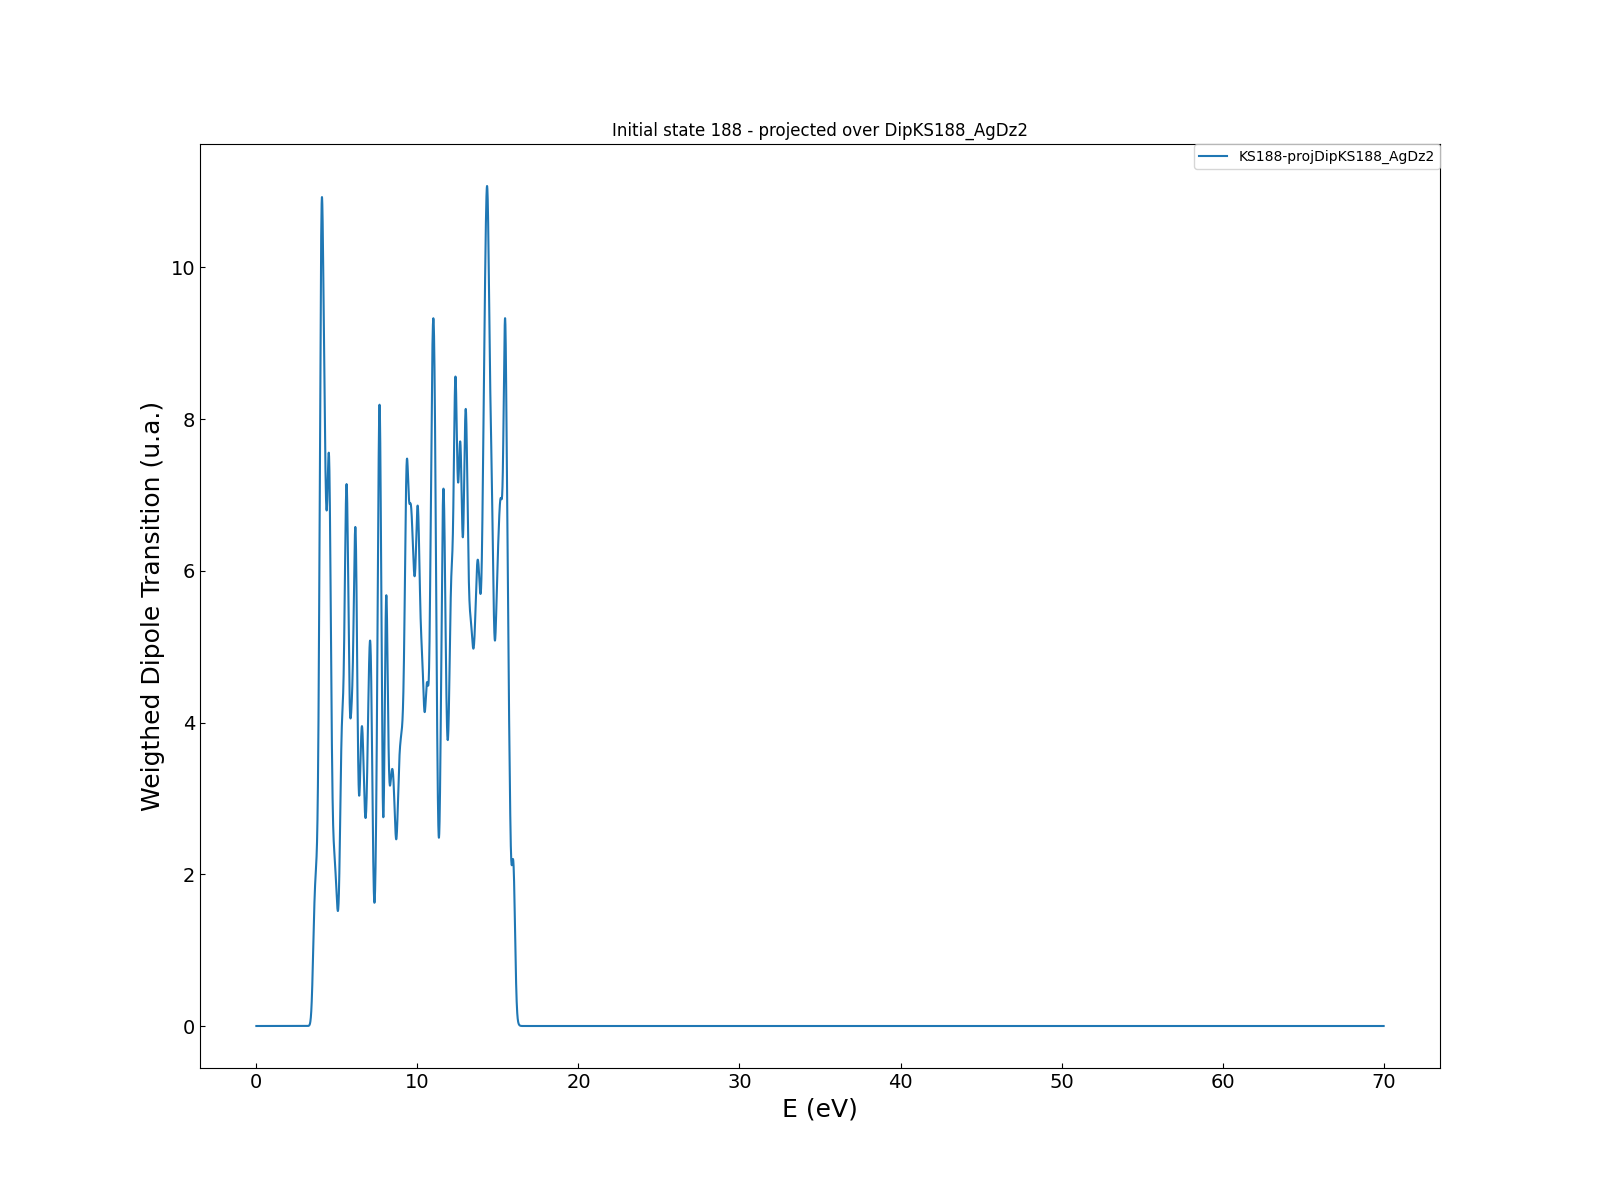 Initial state 188 - projected over DipKS188_AgDz2
KS188-projDipKS188_AgDz2
Weigthed Dipole Transition (u.a.)
10
8
6
4
2
0
0 10 20 30 40 50 60 70
E (eV)